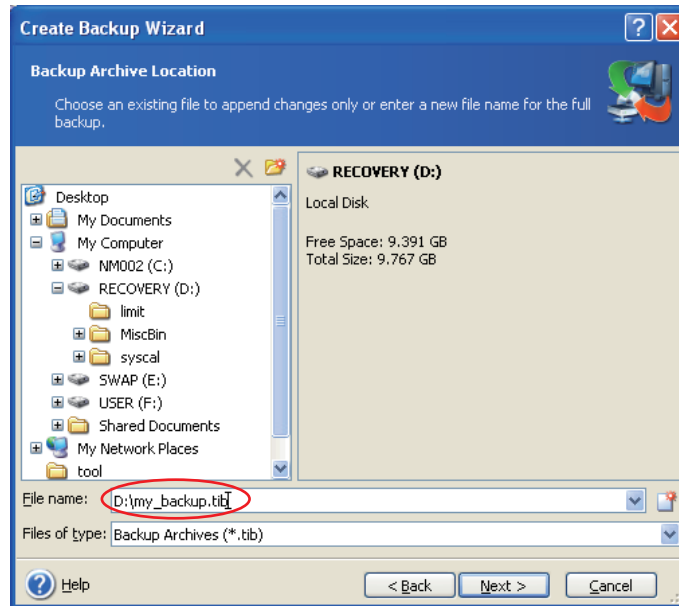 Create Backup Wizard
Backup Archive Location
Choose an existing file to append changes only or enter a new file name for the full
backup.
Desktop
My Documents
My Computer
NM002 (C:)
RECOVERY (D:)
limit
MiscBin
syscal
SWAP (E:)
USER (F:)
Shared Documents
My Network Places
tool
RECOVERY (D:)
Local Disk
Free Space: 9.391 GB
Total Size: 9.767 GB
File name: D:\my_backup.tib
Files of type: Backup Archives (*.tib)
Help
< Back
Next >
Cancel